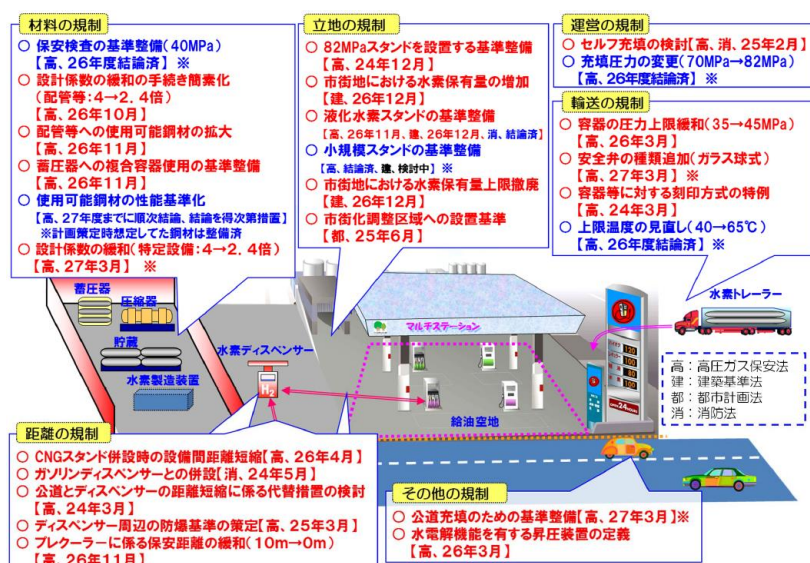 材料の規制
○ 保安検査の基準整備(40MPa)
【高、26年度結論済】 ※
○ 設計係数の緩和の手続き簡素化
(配管等:4→2.4倍)
【高、26年10月】
○ 配管等への使用可能鋼材の拡大
【高、26年11月】
○ 蓄圧器への複合容器使用の基準整備
【高、26年11月】
○ 使用可能鋼材の性能基準化
【高、27年度までに順次結論、結論を得次第措置】
※計画策定時想定してた鋼材は整備済
○ 設計係数の緩和(特定設備:4→2.4倍)
【高、27年3月】 ※
立地の規制
○ 82MPaスタンドを設置する基準整備
【高、24年12月】
○ 市街地における水素保有量の増加
【建、26年12月】
○ 液化水素スタンドの基準整備
【高、26年11月、建、26年12月、消、結論済】
○ 小規模スタンドの基準整備
【高、結論済、建、検討中】 ※
○ 市街地における水素保有量上限撤廃
【建、26年12月】
○ 市街化調整区域への設置基準
【都、25年6月】
運営の規制
○ セルフ充填の検討【高、消、25年2月】
○ 充填圧力の変更(70MPa→82MPa)
【高、26年度結論済】 ※
輸送の規制
○ 容器の圧力上限緩和(35→45MPa)
【高、26年3月】
○ 安全弁の種類追加(ガラス球式)
【高、27年3月】 ※
○ 容器等に対する刻印方式の特例
【高、24年3月】
○ 上限温度の見直し(40→65℃)
【高、26年度結論済】 ※
蓄圧器
圧縮器
貯蔵
水素製造装置
水素ディスペンサー
H2
マルチステーション
給油空地
24HOURS
水素トレーラー
高:高圧ガス保安法
建:建築基準法
都:都市計画法
消:消防法
距離の規制
○ CNGスタンド併設時の設備間距離短縮【高、26年4月】
○ ガソリンディスペンサーとの併設【消、24年5月】
○ 公道とディスペンサーの距離短縮に係る代替措置の検討
【高、24年3月】
○ ディスペンサー周辺の防爆基準の策定【高、25年3月】
○ プレクーラーに係る保安距離の緩和(10m→0m)
【高、26年11月】
その他の規制
○ 公道充填のための基準整備【高、27年3月】※
○ 水電解機能を有する昇圧装置の定義
【高、26年3月】